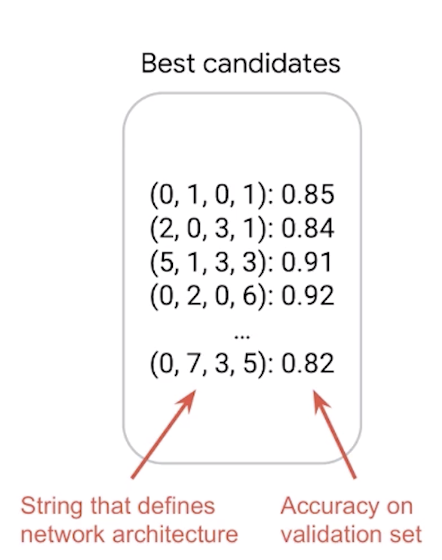 Best candidates
(0, 1, 0, 1): 0.85
(2, 0, 3, 1): 0.84
(5, 1, 3, 3): 0.91
(0, 2, 0, 6): 0.92
...
(0, 7, 3, 5): 0.82
String that defines
network architecture
Accuracy on
validation set